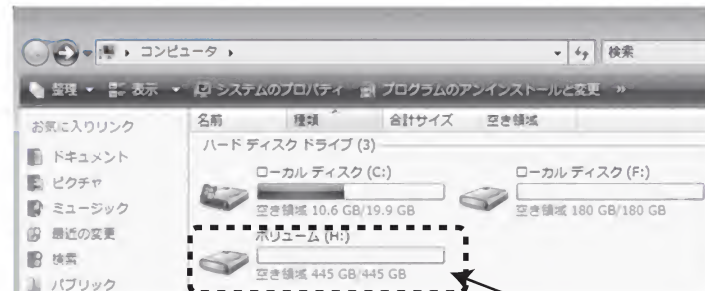 コンピュータ
検索
整理 表示 システムのプロパティ プログラムのアンインストールと変更 »
お気に入りリンク
ドキュメント
ピクチャ
ミュージック
最近の変更
検索
パブリック
名前 種類 合計サイズ 空き領域
ハード ディスク ドライブ (3)
ローカル ディスク (C:)
空き領域 10.6 GB/19.9 GB
ローカル ディスク (F:)
空き領域 180 GB/180 GB
ボリューム (H:)
空き領域 445 GB/445 GB